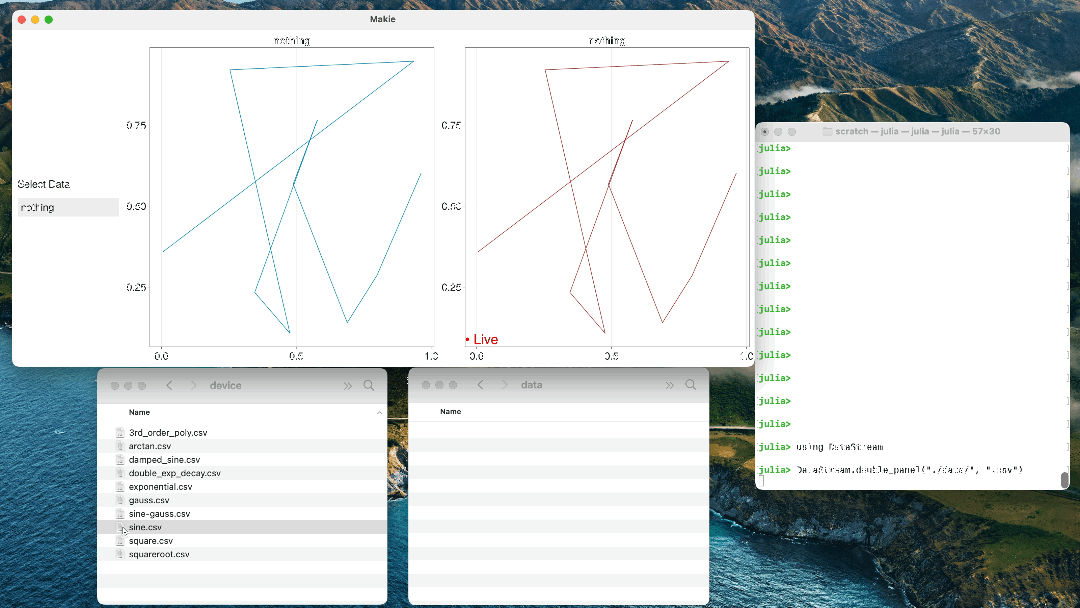 Makie
nothing
nothing
0.75
0.50
0.25
0.0
0.5
1.0
0.75
0.50
0.25
0.0
0.5
1.0
• Live
Select Data
nothing
scratch — julia — julia — julia — 57×30
julia>
julia>
julia>
julia>
julia>
julia>
julia>
julia>
julia>
julia>
julia>
julia>
julia>
julia> using DataStream
julia> DataStream.double_panel("./data/", ".csv")
device
Name
3rd_order_poly.csv
arctan.csv
damped_sine.csv
double_exp_decay.csv
exponential.csv
gauss.csv
sine-gauss.csv
sine.csv
square.csv
squareroot.csv
data
Name